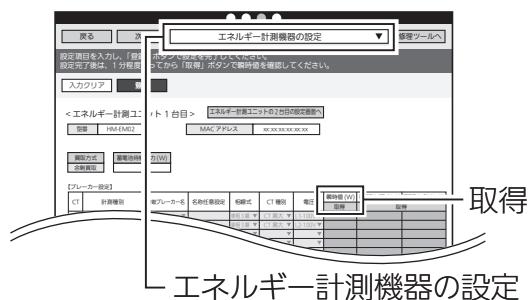 戻る 次 エネルギー計測機器の設定 ▼ 修理ツールへ
設定項目を入力し、「登録」ボタンで設定を完了してください。
設定完了後は、1分程度 ってから「取得」ボタンで瞬時値を確認してください。
入力クリア
<エネルギー計測ユニット1台目> エネルギー計測ユニットの2台目の設定画面へ
型番 HM-EM02 MACアドレス xx:xx:xx:xx:xx:xx
買取方式 蓄電池待機 力(W)
余剰買取
【ブレーカー設定】
CT 計測種別 ブレーカー名 名称任意設定 相線式 CT種別 電圧 瞬時値(W)
取得 取得
取得
エネルギー計測機器の設定